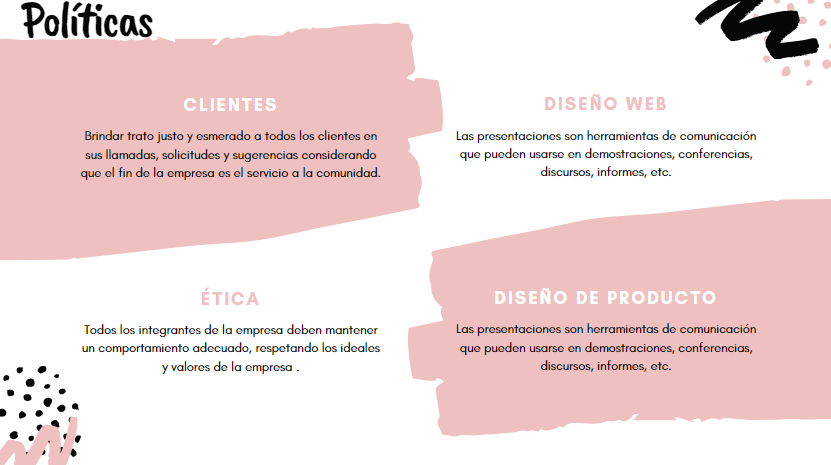 Políticas
CLIENTES
Brindar trato justo y esmerado a todos los clientes en
sus llamadas, solicitudes y sugerencias considerando
que el fin de la empresa es el servicio a la comunidad.
DISEÑO WEB
Las presentaciones son herramientas de comunicación
que pueden usarse en demostraciones, conferencias,
discursos, informes, etc.
ÉTICA
Todos los integrantes de la empresa deben mantener
un comportamiento adecuado, respetando los ideales
y valores de la empresa .
DISEÑO DE PRODUCTO
Las presentaciones son herramientas de comunicación
que pueden usarse en demostraciones, conferencias,
discursos, informes, etc.